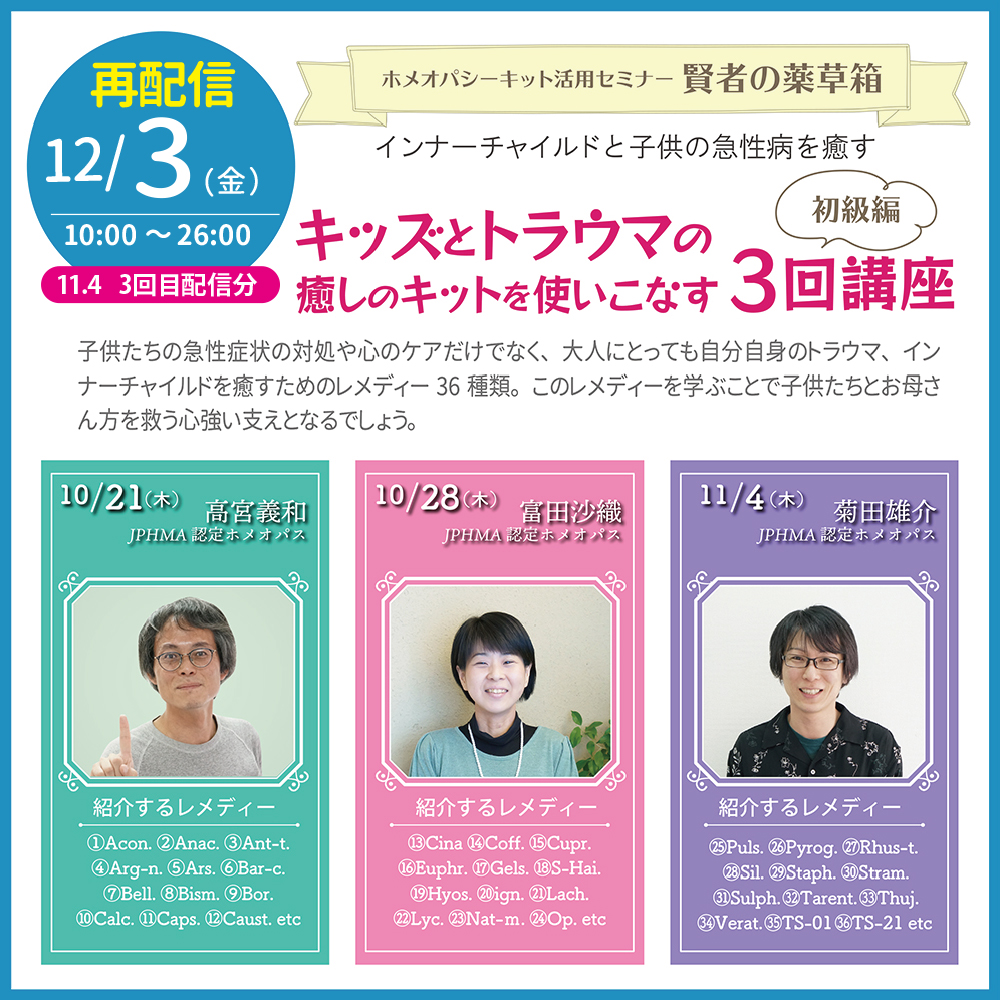 再配信
12/3(金)
10:00 〜 26:00
11.4 3回目配信分
ホメオパシーキット活用セミナー 賢者の薬草箱
インナーチャイルドと子供の急性病を癒す
初級編
キッズとトラウマの
癒しのキットを使いこなす 3回講座
子供たちの急性症状の対処や心のケアだけでなく、大人にとっても自分自身のトラウマ、イン
ナーチャイルドを癒すためのレメディー 36 種類。このレメディーを学ぶことで子供たちとお母さ
ん方を救う心強い支えとなるでしょう。
10/21(木)
高宮義和
JPHMA 認定ホメオパス
紹介するレメディー
①Acon. ②Anac. ③Ant-t.
④Arg-n. ⑤Ars. ⑥Bar-c.
⑦Bell. ⑧Bism. ⑨Bor.
⑩Calc. ⑪Caps. ⑫Caust. etc
10/28(木)
富田沙織
JPHMA 認定ホメオパス
紹介するレメディー
⑬Cina ⑭Coff. ⑮Cupr.
⑯Euphr. ⑰Gels. ⑱S-Hai.
⑲Hyos. ⑳ign. ㉑Lach.
㉒Lyc. ㉓Nat-m. ㉔Op. etc
11/4(木)
菊田雄介
JPHMA 認定ホメオパス
紹介するレメディー
㉕Puls. ㉖Pyrog. ㉗Rhus-t.
㉘Sil. ㉙Staph. ㉚Stram.
㉛Sulph. ㉜Tarent. ㉝Thuj.
㉞Verat. ㉟TS-01 ㊱TS-21 etc